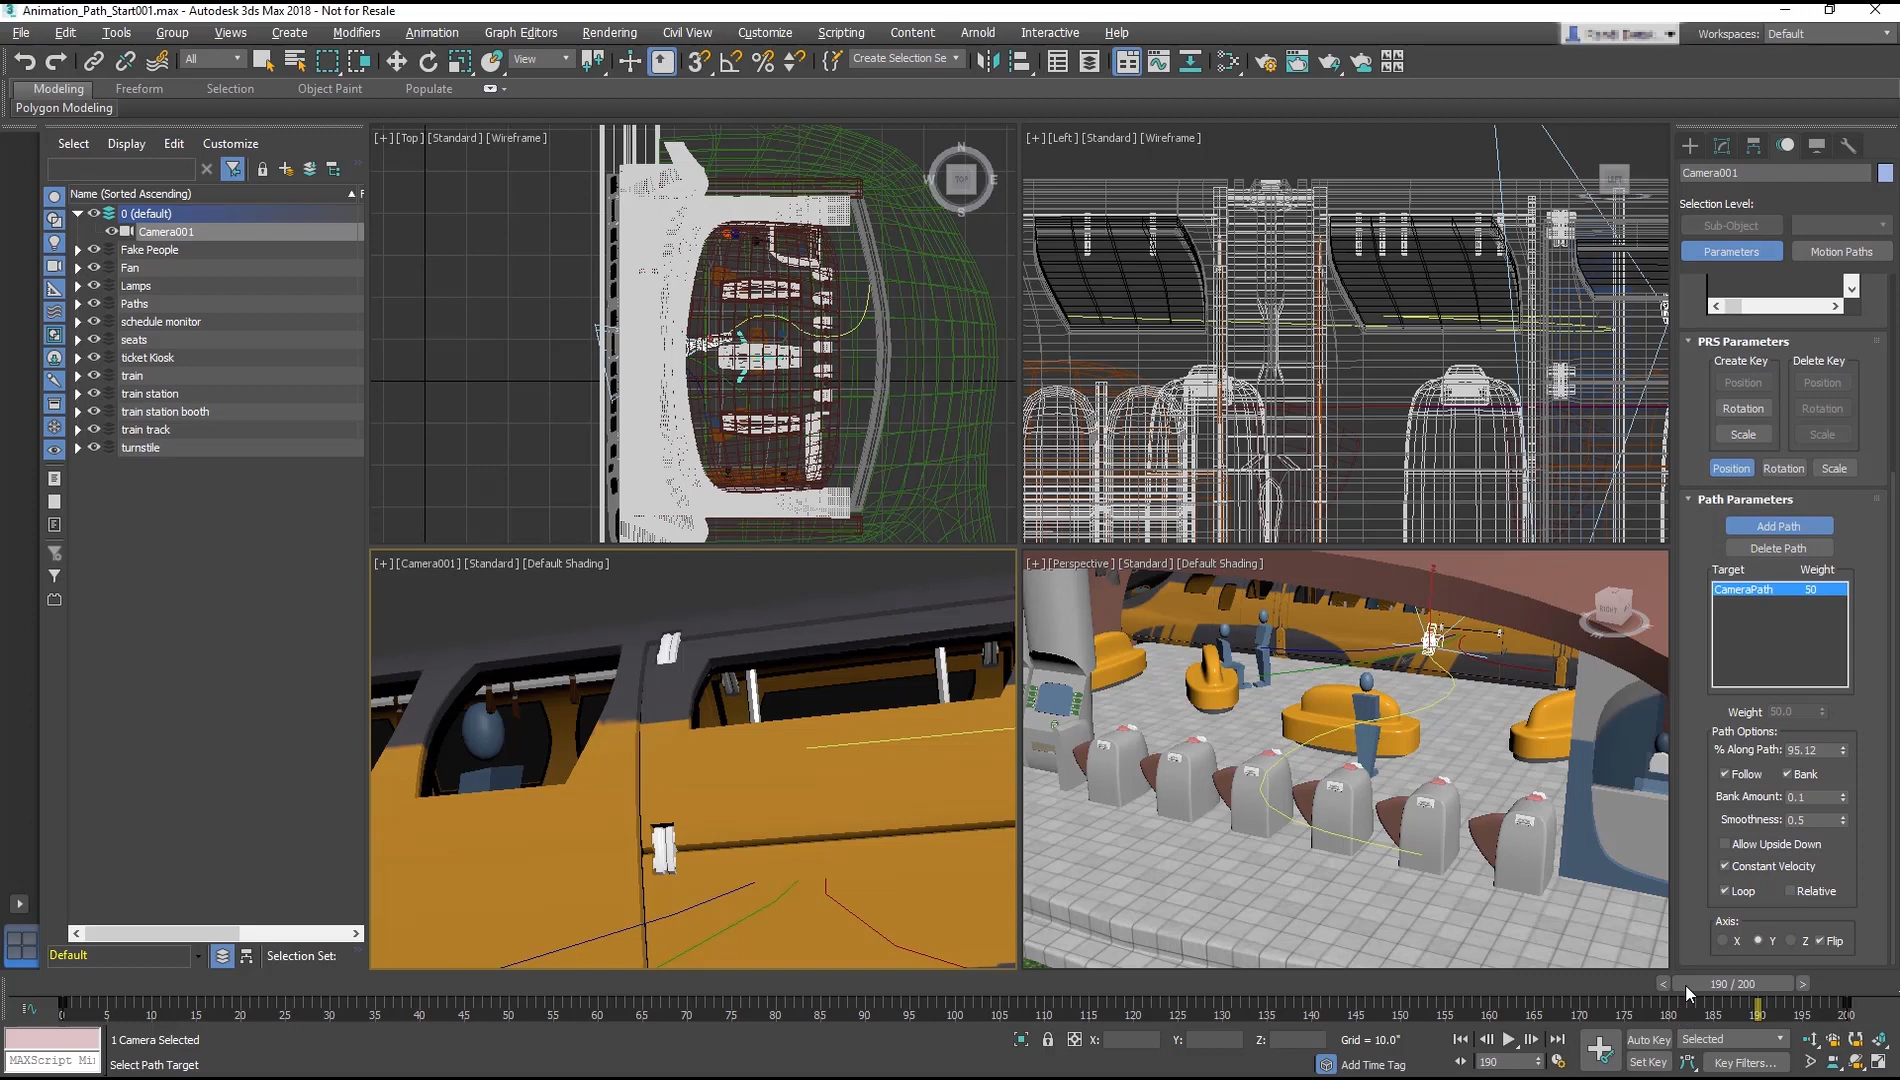 Animation_Path_Start001.max - Autodesk 3ds Max 2018 - Not for Resale
File Edit Tools Group Views Create Modifiers Animation Graph Editors Rendering Civil View Customize Scripting Content Arnold Interactive Help
Workspaces: Default
All View Create Selection Se
Modeling Freeform Selection Object Paint Populate
Polygon Modeling
Select Display Edit Customize
Name (Sorted Ascending) F
0 (default)
Camera001
Fake People
Fan
Lamps
Paths
schedule monitor
seats
ticket Kiosk
train
train station
train station booth
train track
turnstile
Default
Selection Set:
[+] [Top] [Standard] [Wireframe]
N
W TOP E
S
[+] [Left] [Standard] [Wireframe]
LEFT
[+] [Camera001] [Standard] [Default Shading]
[+] [Perspective] [Standard] [Default Shading]
RIGHT
Camera001
Selection Level:
Sub-Object
Parameters Motion Paths
PRS Parameters
Create Key Delete Key
Position Position
Rotation Rotation
Scale Scale
Position Rotation Scale
Path Parameters
Add Path
Delete Path
Target Weight
CameraPath 50
Weight 50.0
Path Options:
% Along Path: 95.12
Follow Bank
Bank Amount: 0.1
Smoothness: 0.5
Allow Upside Down
Constant Velocity
Loop Relative
Axis:
X Y Z Flip
< 190 / 200 >
0 5 10 15 20 25 30 35 40 45 50 55 60 65 70 75 80 85 90 95 100 105 110 115 120 125 130 135 140 145 150 155 160 165 170 175 180 185 190 195 200
1 Camera Selected
X: Y: Z: Grid = 10.0"
Auto Key Selected
MAXScript Mi
Select Path Target
Add Time Tag
190
Set Key Key Filters...